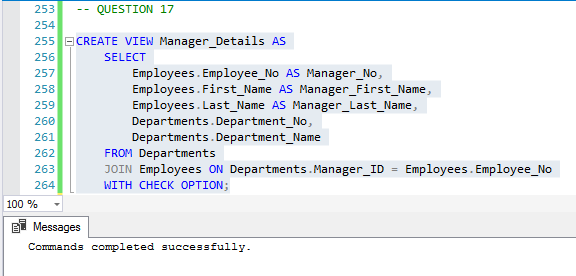 253 -- QUESTION 17
254
255 CREATE VIEW Manager_Details AS
256 SELECT
257 Employees.Employee_No AS Manager_No,
258 Employees.First_Name AS Manager_First_Name,
259 Employees.Last_Name AS Manager_Last_Name,
260 Departments.Department_No,
261 Departments.Department_Name
262 FROM Departments
263 JOIN Employees ON Departments.Manager_ID = Employees.Employee_No
264 WITH CHECK OPTION;
100 %
Messages
Commands completed successfully.